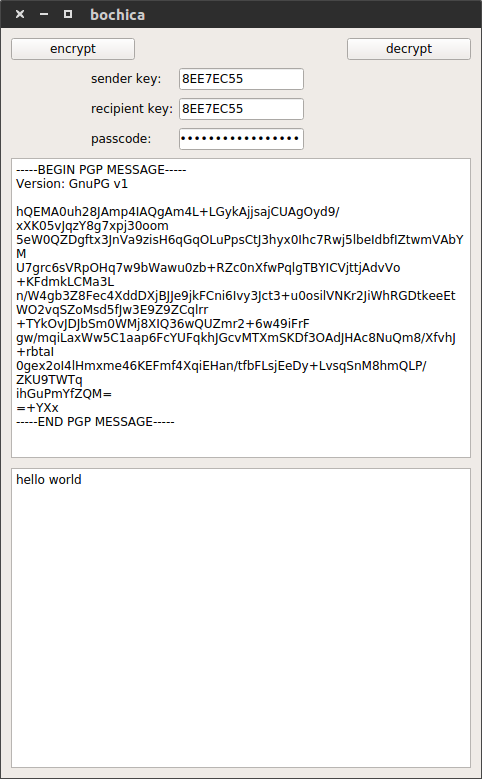 bochica
encrypt
decrypt
sender key: 8EE7EC55
recipient key: 8EE7EC55
passcode: •••••••••••••••••
-----BEGIN PGP MESSAGE-----
Version: GnuPG v1
hQEMA0uh28JAmp4IAQgAm4L+LGykAjjsajCUAgOyd9/
xXK05vJqzY8g7xpj30oom
5eW0QZDgftx3JnVa9zisH6qGqOLuPpsCtJ3hyx0Ihc7Rwj5lbeIdbfIZtwmVAbY
M
U7grc6sVRpOHq7w9bWawu0zb+RZc0nXfwPqlgTBYICVjttjAdvVo
+KFdmkLCMa3L
n/W4gb3Z8Fec4XddDXjBJJe9jkFCni6Ivy3Jct3+u0osilVNKr2JiWhRGDtkeeEt
WO2vqSZoMsd5fJw3E9Z9ZCqlrr
+TYkOvJDJbSm0WMj8XIQ36wQUZmr2+6w49iFrF
gw/mqiLaxWw5C1aap6FcYUFqkhJGcvMTXmSKDf3OAdJHAc8NuQm8/XfvhJ
+rbtaI
0gex2oI4lHmxme46KEFmf4XqiEHan/tfbFLsjEeDy+LvsqSnM8hmQLP/
ZKU9TWTq
ihGuPmYfZQM=
=+YXx
-----END PGP MESSAGE-----
hello world